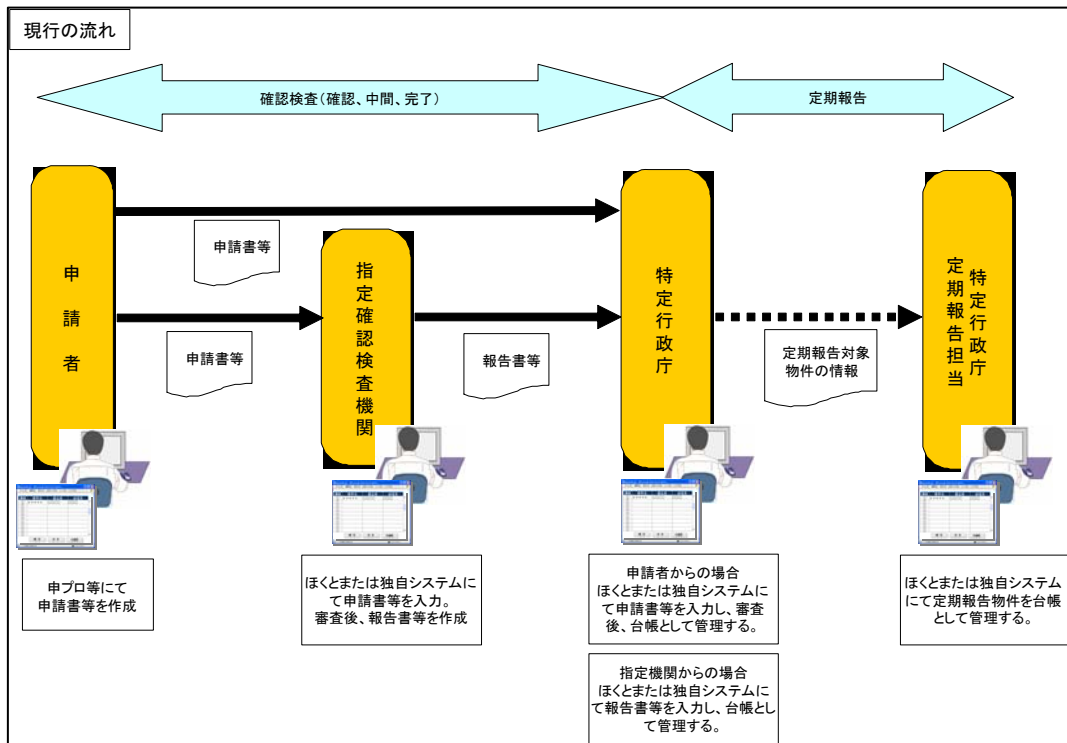 現行の流れ
確認検査(確認、中間、完了)
定期報告
申請者
指定確認検査機関
特定行政庁
特定行政庁
定期報告担当
申請書等
申請書等
報告書等
定期報告対象
物件の情報
申プロ等にて
申請書等を作成
ほくとまたは独自システムに
て申請書等を入力。
審査後、報告書等を作成
申請者からの場合
ほくとまたは独自システムに
て申請書等を入力し、審査
後、台帳として管理する。
指定機関からの場合
ほくとまたは独自システムに
て報告書等を入力し、台帳とし
て管理する。
ほくとまたは独自システム
にて定期報告物件を台帳
として管理する。